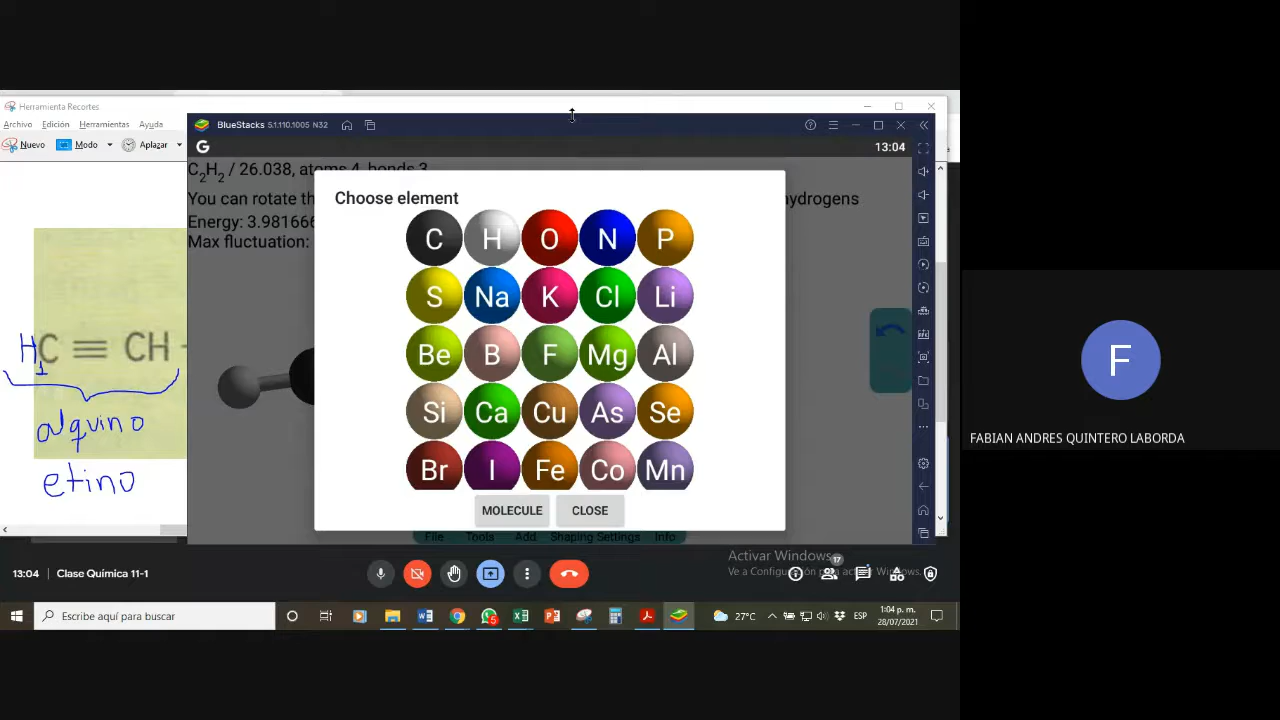 Herramienta Recortes
Archivo Edición Herramientas Ayuda
Nuevo Modo Aplazar
BlueStacks 5.1.110.1005 N32
G 13:04
C2H2 / 26.038, atoms 4, bonds 3
You can rotate th
ydrogens
Energy: 3.981666
Max fluctuation:
Choose element
C H O N P
S Na K Cl Li
Be B F Mg Al
Si Ca Cu As Se
Br I Fe Co Mn
MOLECULE CLOSE
File Tools Add Shaping Settings Info
HC ≡ CH -
1
alquino
etino
Activar Windows
Ve a Configuración para activar Windows.
13:04 | Clase Química 11-1
17
F
FABIAN ANDRES QUINTERO LABORDA
Escribe aquí para buscar
5
27°C
ESP
1:04 p. m.
28/07/2021